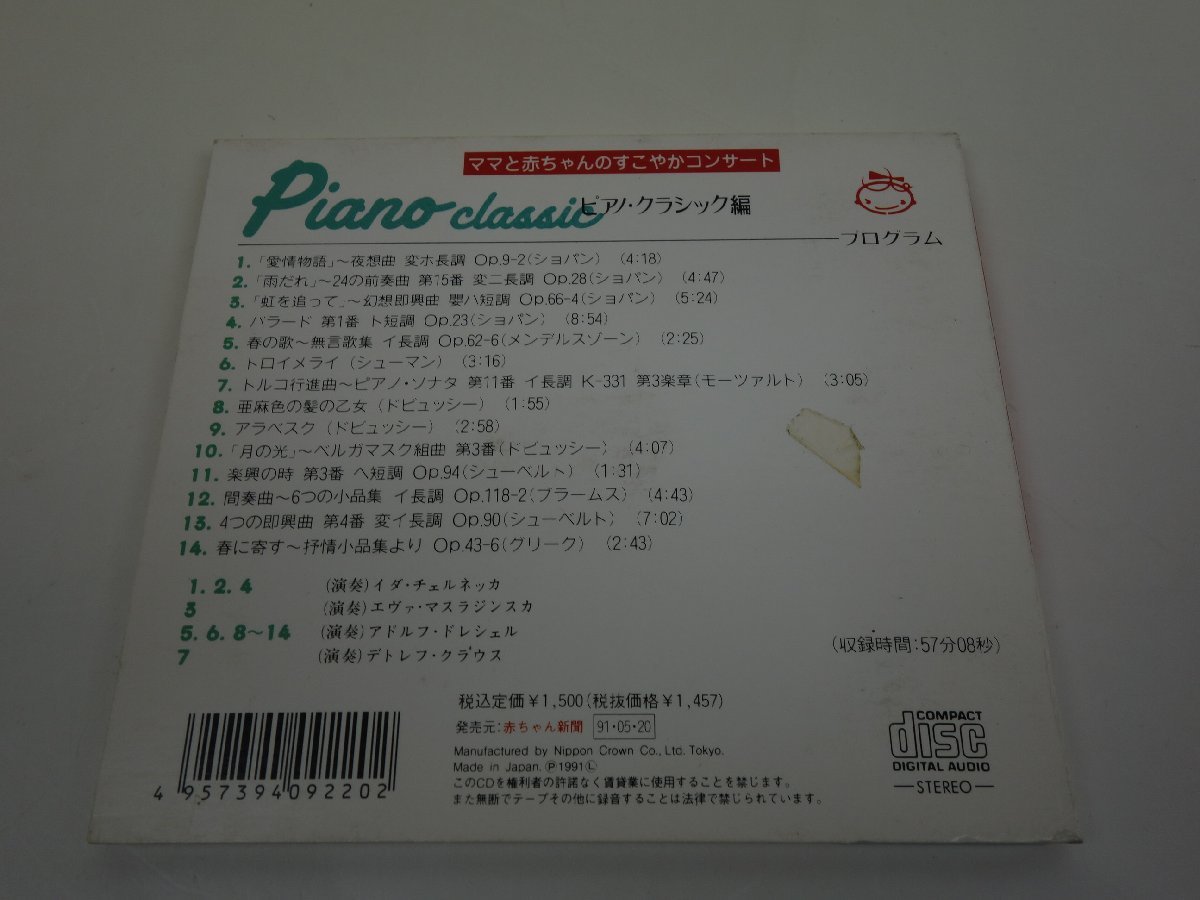 ママと赤ちゃんのすこやかコンサート
Piano classic ピアノ・クラシック編
プログラム
1. 「愛情物語」〜夜想曲 変ホ長調 Op.9-2(ショパン) (4:18)
2. 「雨だれ」〜24の前奏曲 第15番 変ニ長調 Op.28(ショパン) (4:47)
3. 「虹を追って」〜幻想即興曲 嬰ハ短調 Op.66-4(ショパン) (5:24)
4. バラード 第1番 ト短調 Op.23(ショパン) (8:54)
5. 春の歌〜無言歌集 イ長調 Op.62-6(メンデルスゾーン) (2:25)
6. トロイメライ (シューマン) (3:16)
7. トルコ行進曲〜ピアノ・ソナタ 第11番 イ長調 K-331 第3楽章(モーツァルト) (3:05)
8. 亜麻色の髪の乙女 (ドビュッシー) (1:55)
9. アラベスク (ドビュッシー) (2:58)
10. 「月の光」〜ベルガマスク組曲 第3番(ドビュッシー) (4:07)
11. 楽興の時 第3番 ヘ短調 Op.94(シューベルト) (1:31)
12. 間奏曲〜6つの小品集 イ長調 Op.118-2(ブラームス) (4:43)
13. 4つの即興曲 第4番 変イ長調 Op.90(シューベルト) (7:02)
14. 春に寄す〜抒情小品集より Op.43-6(グリーク) (2:43)
1. 2. 4 (演奏)イダ・チェルネッカ
3 (演奏)エヴァ・マスラジンスカ
5. 6. 8〜14 (演奏)アドルフ・ドレシェル
7 (演奏)デトレフ・クラウス
(収録時間:57分08秒)
税込定価¥1,500(税抜価格¥1,457)
発売元:赤ちゃん新聞 91・05・20
Manufactured by Nippon Crown Co., Ltd. Tokyo.
Made in Japan. Ⓟ1991Ⓛ
このCDを権利者の許諾なく賃貸業に使用することを禁じます。
また無断でテープその他に録音することは法律で禁じられています。
4 957394 092202
COMPACT
disc
DIGITAL AUDIO
STEREO